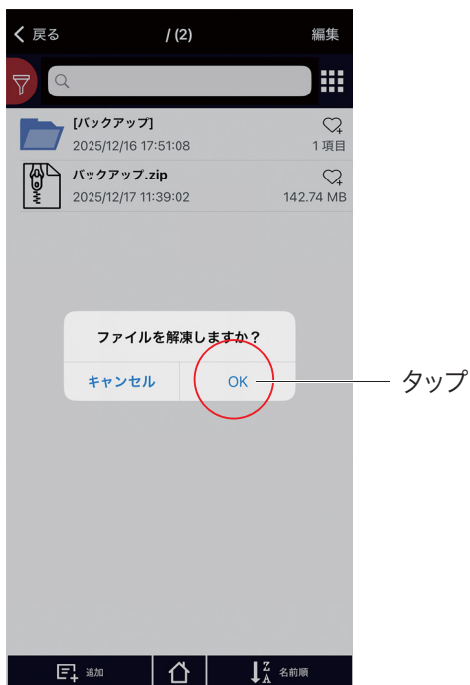 戻る
/ (2)
編集
[バックアップ]
2025/12/16 17:51:08
1 項目
バックアップ.zip
2025/12/17 11:39:02
142.74 MB
ファイルを解凍しますか？
キャンセル
OK
タップ
追加
Z
A
名前順